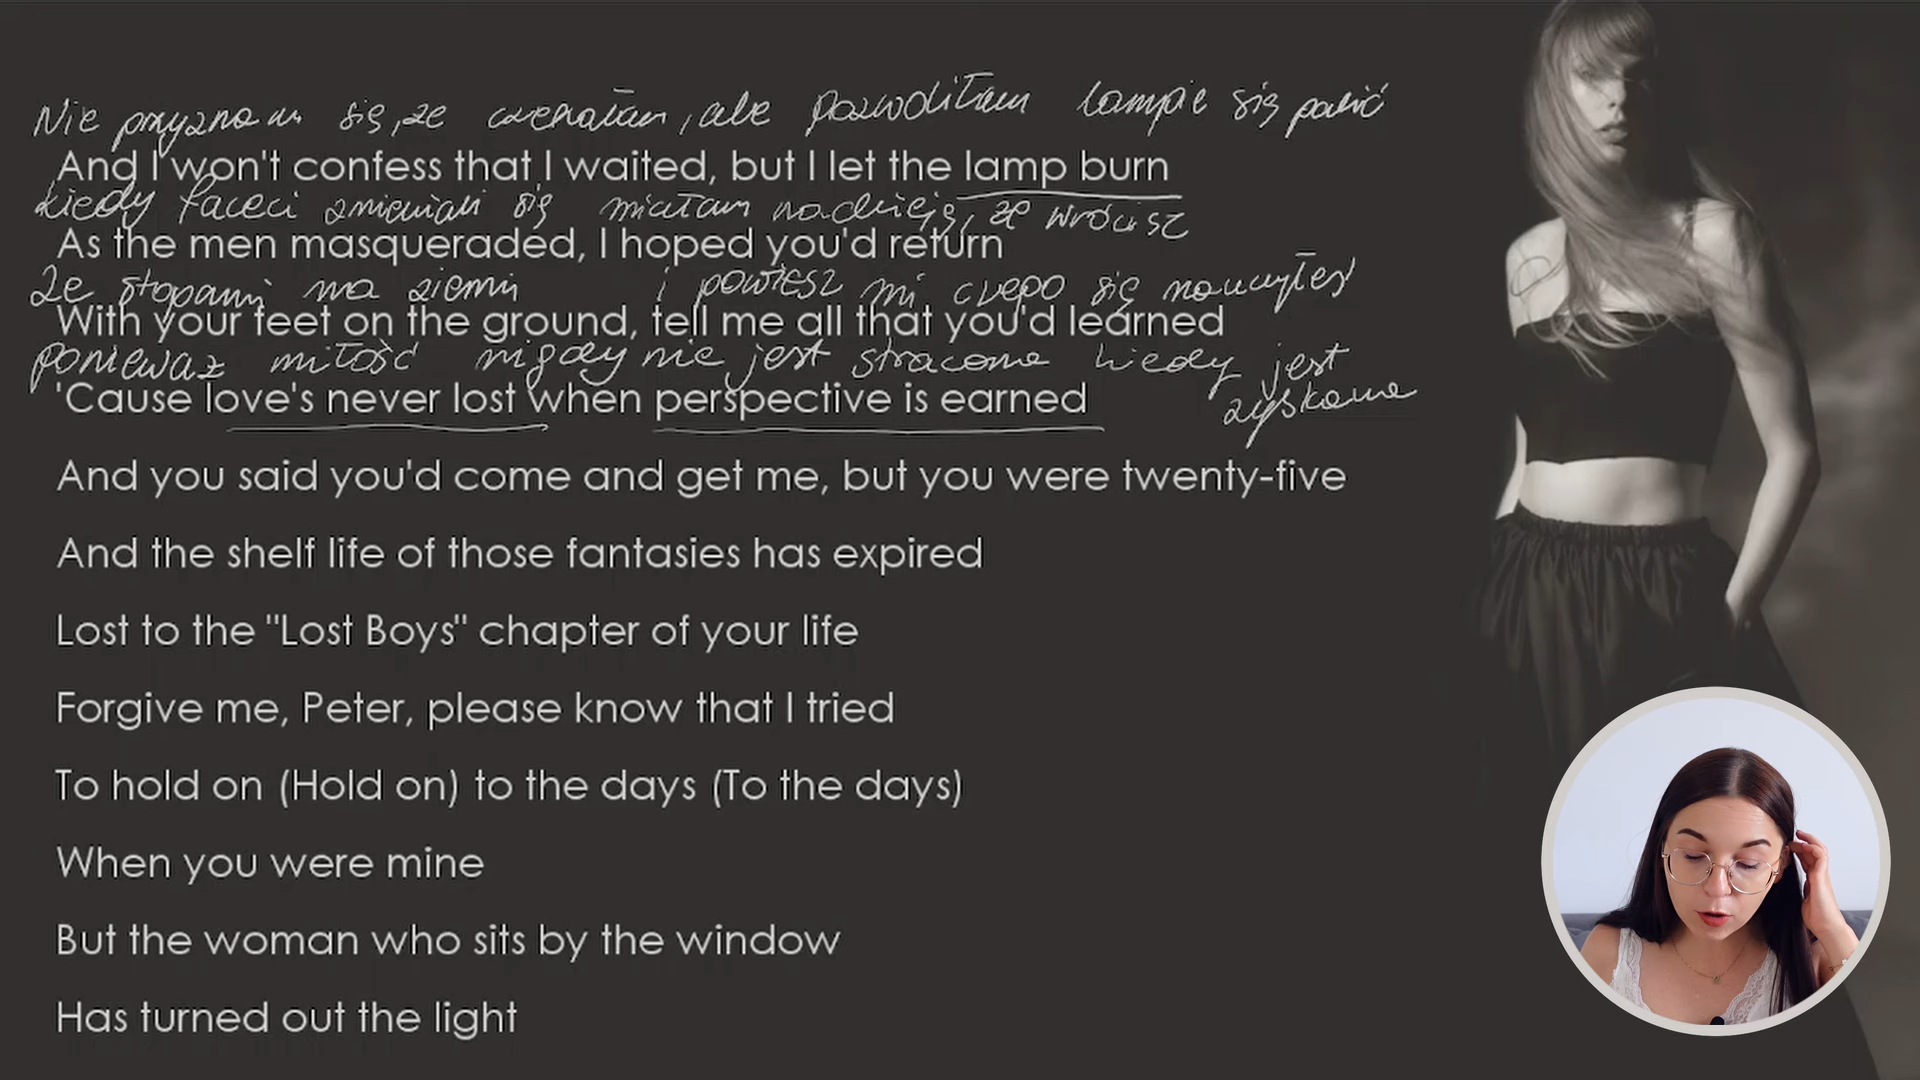 Nie przyznam się, że czekałam, ale pozwoliłam lampie się palić
And I won't confess that I waited, but I let the lamp burn
kiedy faceci zmieniali się miałam nadzieję, że wrócisz
As the men masqueraded, I hoped you'd return
Ze stopami na ziemi i powiesz mi czego się nauczyłeś
With your feet on the ground, tell me all that you'd learned
ponieważ miłość nigdy nie jest stracona kiedy jest
zyskana
'Cause love's never lost when perspective is earned
And you said you'd come and get me, but you were twenty-five
And the shelf life of those fantasies has expired
Lost to the "Lost Boys" chapter of your life
Forgive me, Peter, please know that I tried
To hold on (Hold on) to the days (To the days)
When you were mine
But the woman who sits by the window
Has turned out the light